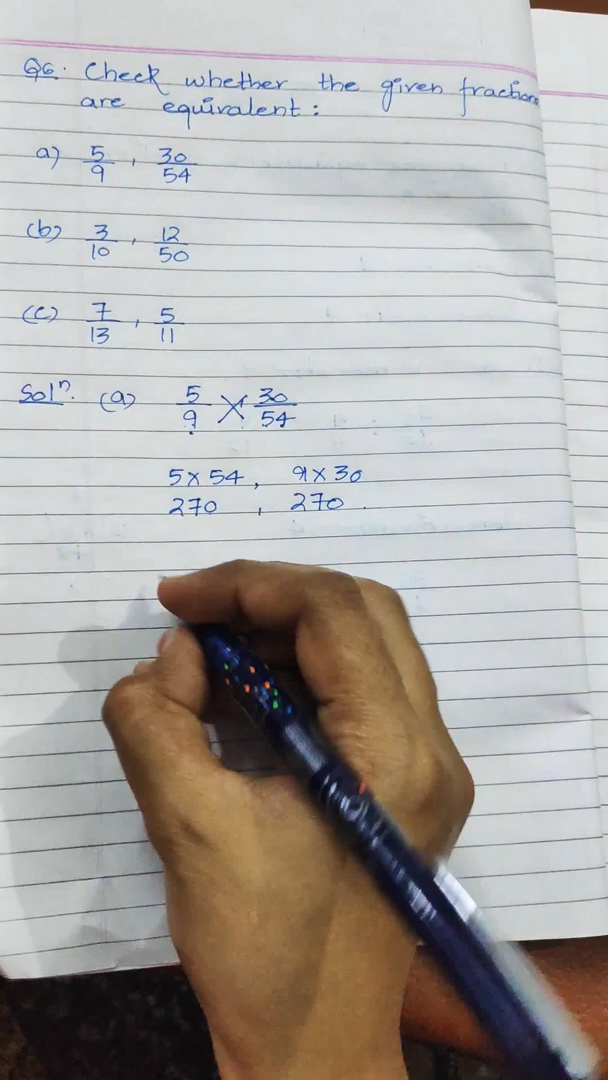 Q6. Check whether the given fractions
are equivalent:
a) 5/9, 30/54
(b) 3/10, 12/50
(c) 7/13, 5/11
Solⁿ. (a) 5/9 × 30/54
5×54, 9×30
270, 270.